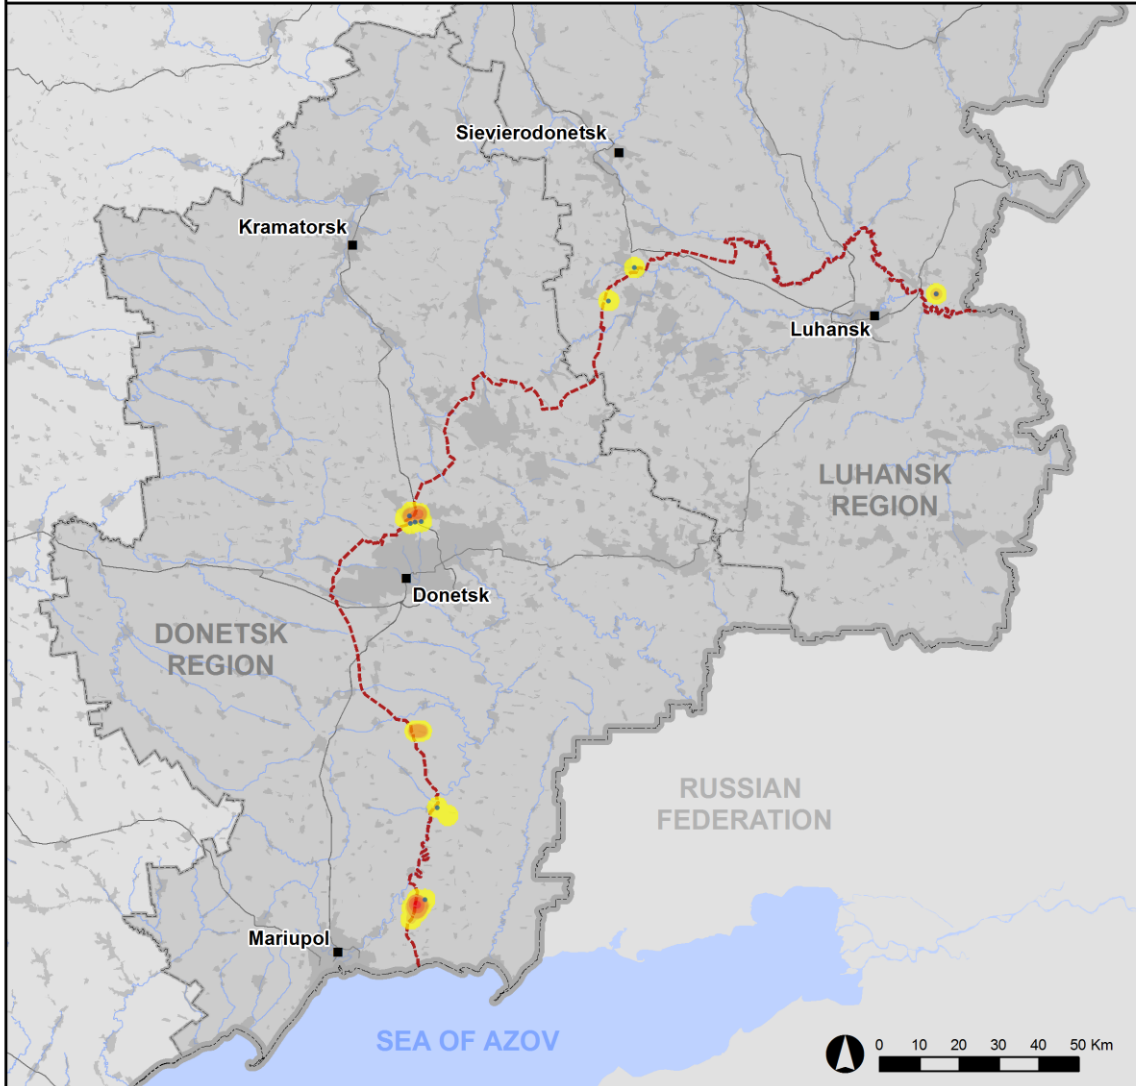 Sievierodonetsk
Kramatorsk
Luhansk
LUHANSK
REGION
Donetsk
DONETSK
REGION
RUSSIAN
FEDERATION
Mariupol
SEA OF AZOV
0 10 20 30 40 50 Km